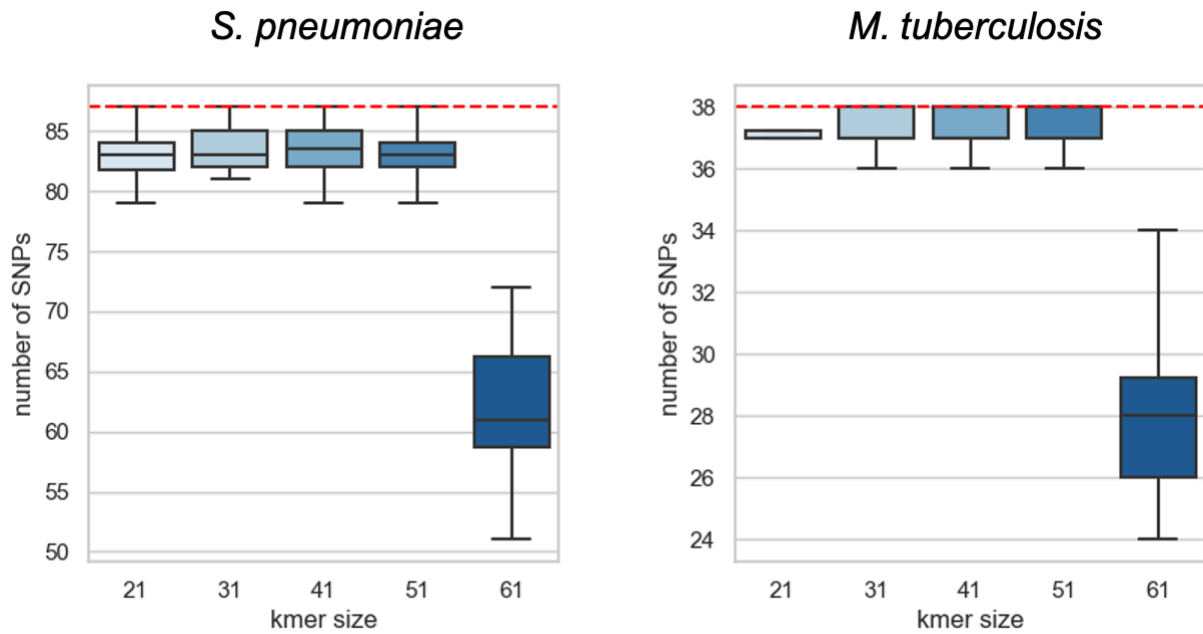 S. pneumoniae
number of SNPs
85
80
75
70
65
60
55
50
21 31 41 51 61
kmer size
M. tuberculosis
number of SNPs
38
36
34
32
30
28
26
24
21 31 41 51 61
kmer size